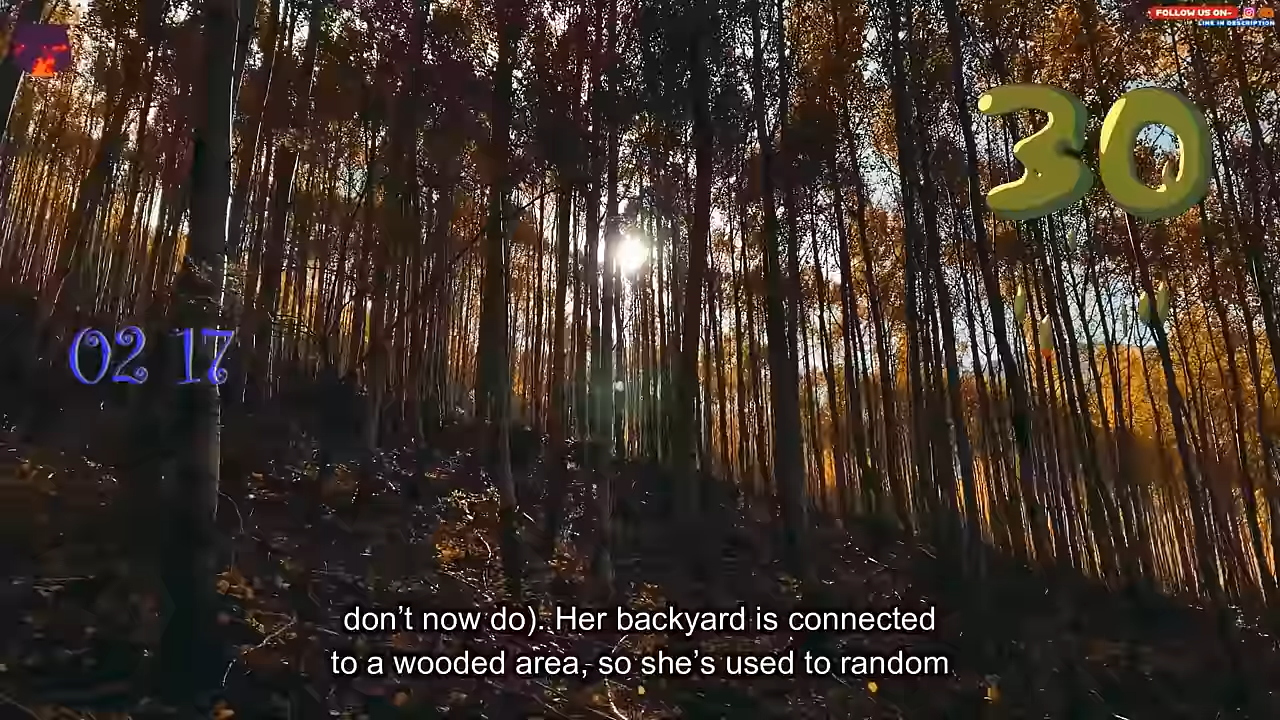 FOLLOW US ON-
LINK IN DESCRIPTION
30
02 17
don't now do). Her backyard is connected
to a wooded area, so she's used to random